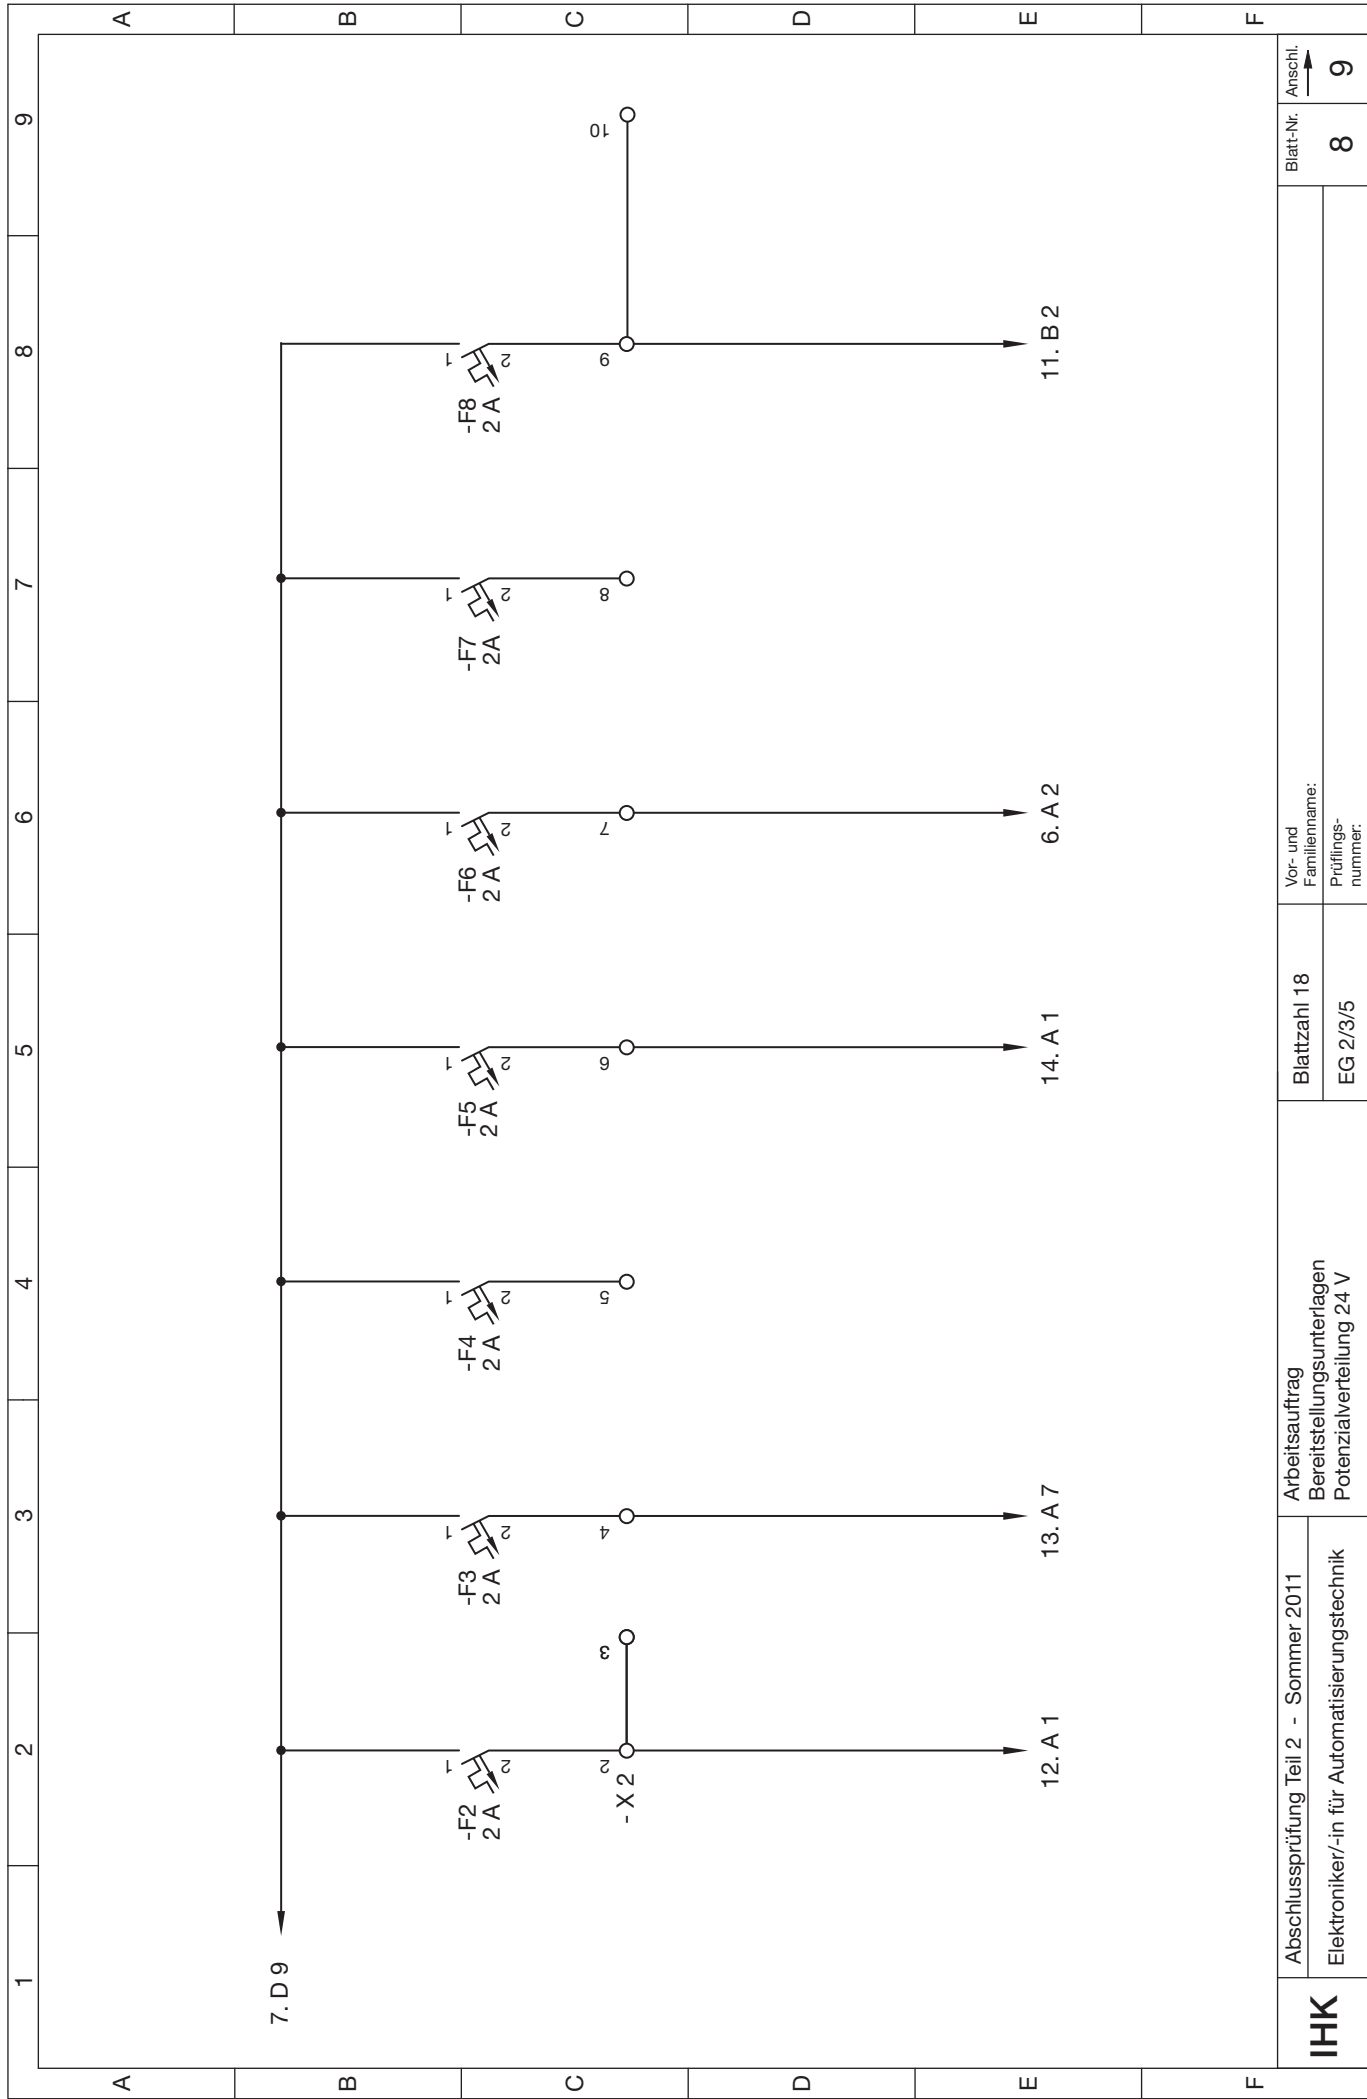 1 2 3 4 5 6 7 8 9
A
B
C
D
E
F
A
B
C
D
E
F
7. D 9
-F2
2 A
1
2
-F3
2 A
1
2
-F4
2 A
1
2
-F5
2 A
1
2
-F6
2 A
1
2
-F7
2A
1
2
-F8
2 A
1
2
- X 2
2
3
4
5
6
7
8
9
10
12. A 1
13. A 7
14. A 1
6. A 2
11. B 2
IHK
Abschlussprüfung Teil 2 - Sommer 2011
Elektroniker/-in für Automatisierungstechnik
Arbeitsauftrag
Bereitstellungsunterlagen
Potenzialverteilung 24 V
Blattzahl 18
EG 2/3/5
Vor- und
Familienname:
Prüflings-
nummer:
Blatt-Nr.
8
Anschl.
9